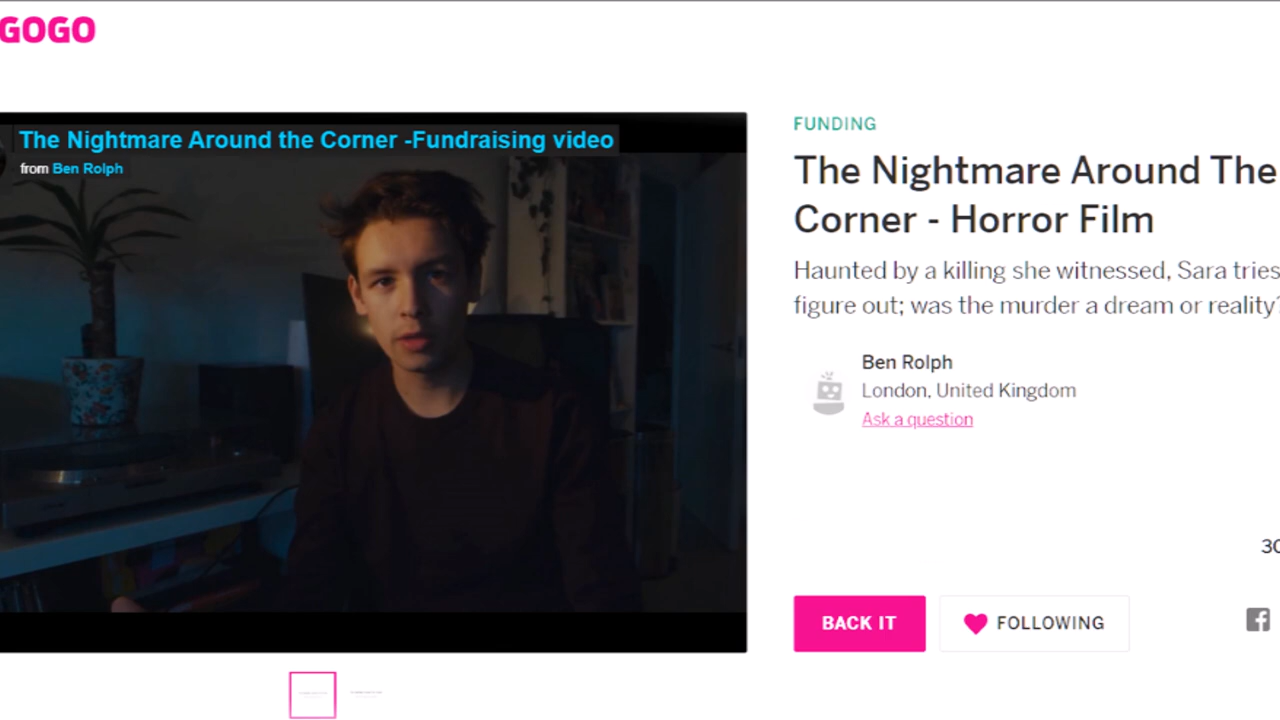 GOGO
The Nightmare Around the Corner -Fundraising video
from Ben Rolph
FUNDING
The Nightmare Around The
Corner - Horror Film
Haunted by a killing she witnessed, Sara tries
figure out; was the murder a dream or reality?
Ben Rolph
London, United Kingdom
Ask a question
30
BACK IT
FOLLOWING